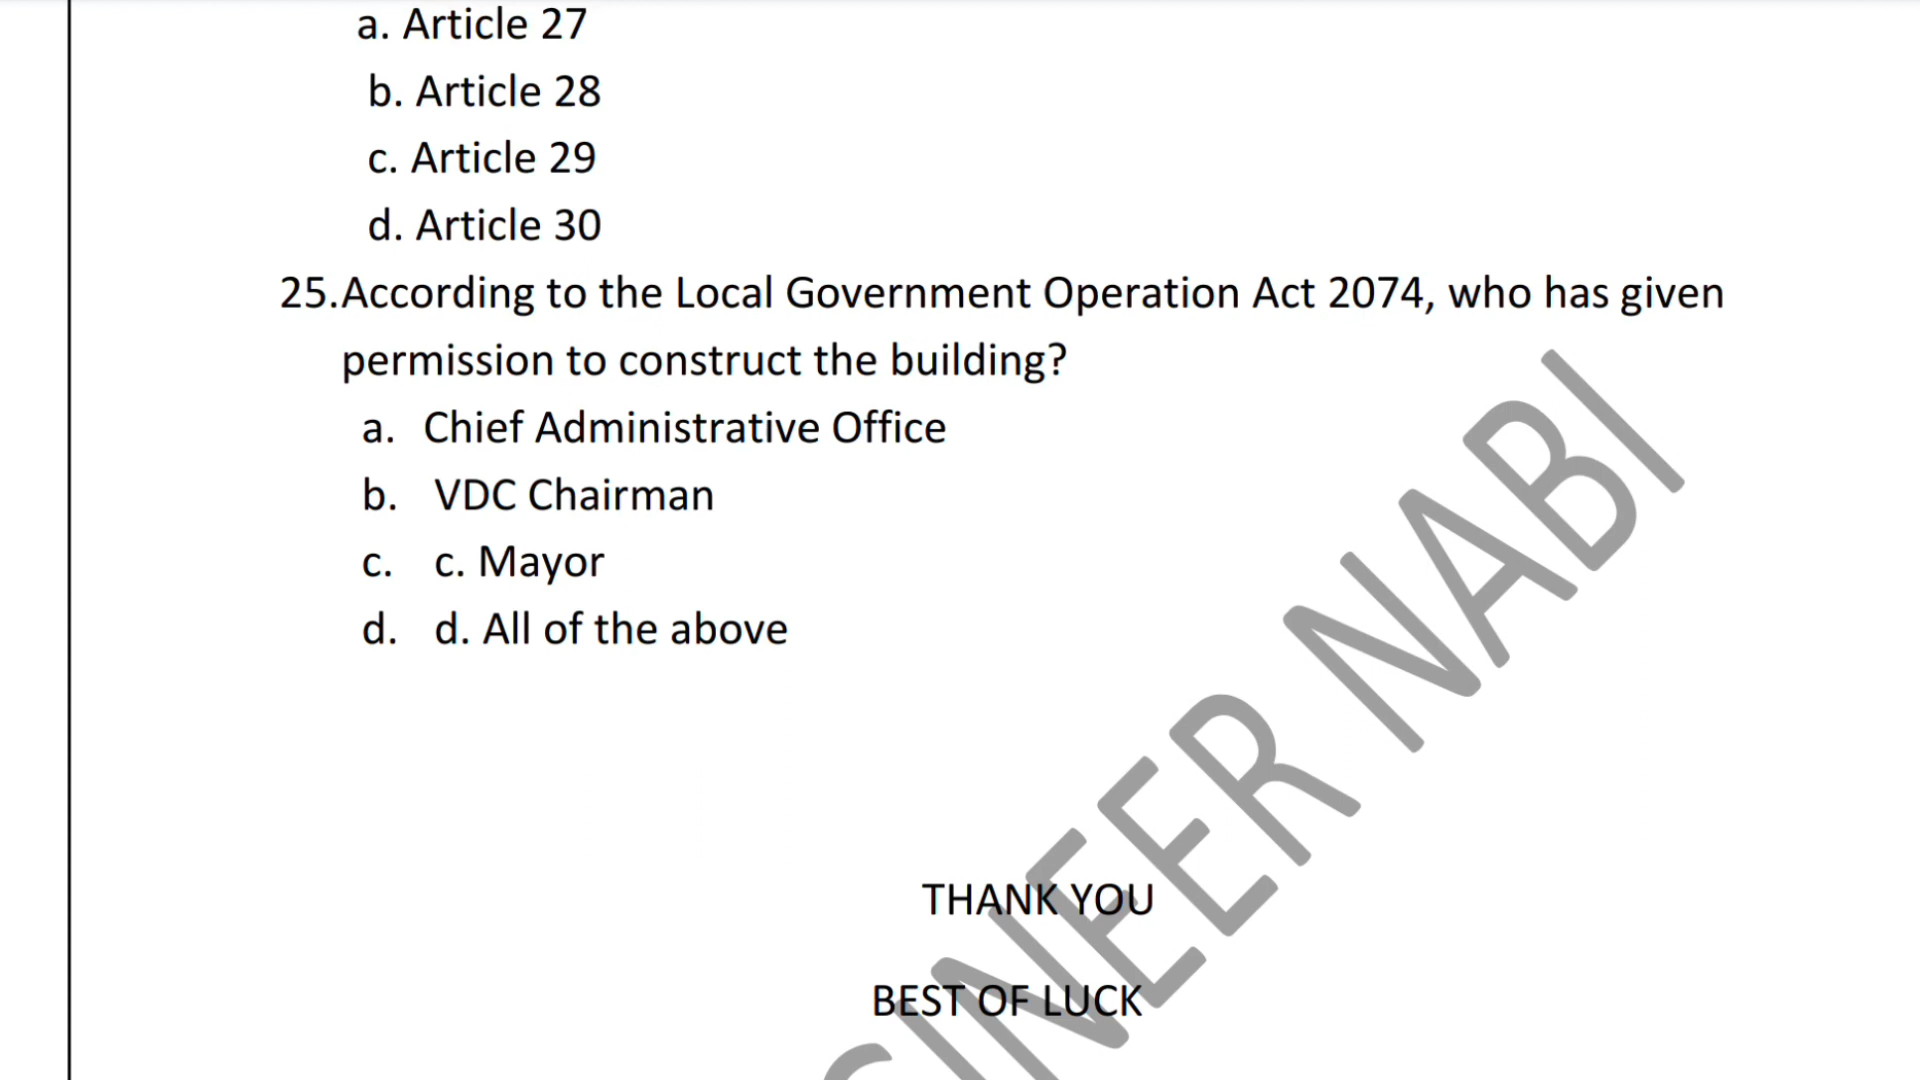 a. Article 27
b. Article 28
c. Article 29
d. Article 30
25.According to the Local Government Operation Act 2074, who has given
permission to construct the building?
a. Chief Administrative Office
b. VDC Chairman
c. c. Mayor
d. d. All of the above
THANK YOU
BEST OF LUCK
INEER NABI